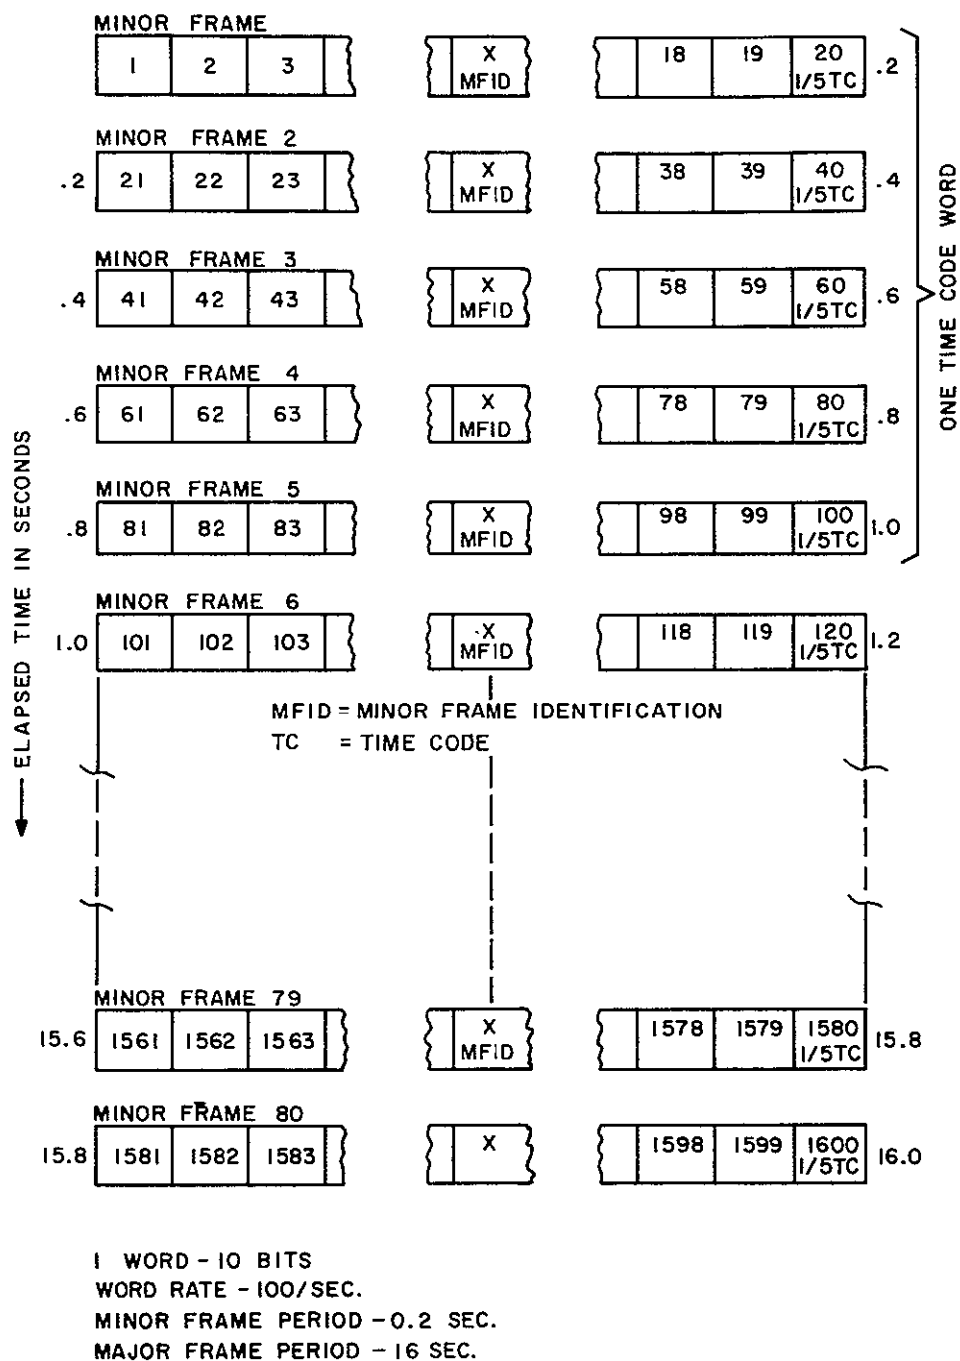 MINOR FRAME
1 2 3 X 18 19 20 .2
MFID 1/5TC
MINOR FRAME 2
.2 21 22 23 X 38 39 40 .4
MFID 1/5TC
MINOR FRAME 3
.4 41 42 43 X 58 59 60 .6
MFID 1/5TC
MINOR FRAME 4
.6 61 62 63 X 78 79 80 .8
MFID 1/5TC
MINOR FRAME 5
.8 81 82 83 X 98 99 100 1.0
MFID 1/5TC
MINOR FRAME 6
1.0 101 102 103 X 118 119 120 1.2
MFID 1/5TC
ONE TIME CODE WORD
ELAPSED TIME IN SECONDS
MFID = MINOR FRAME IDENTIFICATION
TC = TIME CODE
MINOR FRAME 79
15.6 1561 1562 1563 X 1578 1579 1580 15.8
MFID 1/5TC
MINOR FRAME 80
15.8 1581 1582 1583 X 1598 1599 1600 16.0
1/5TC
1 WORD - 10 BITS
WORD RATE - 100/SEC.
MINOR FRAME PERIOD - 0.2 SEC.
MAJOR FRAME PERIOD - 16 SEC.